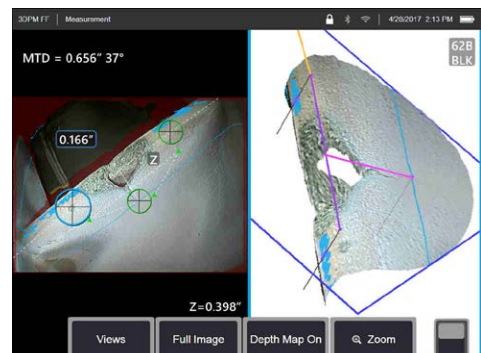 3DPM FF | Measurement
4/28/2017 2:13 PM
62B
BLK
MTD = 0.656" 37°
0.166"
Z
Z=0.398"
Views
Full Image
Depth Map On
Zoom